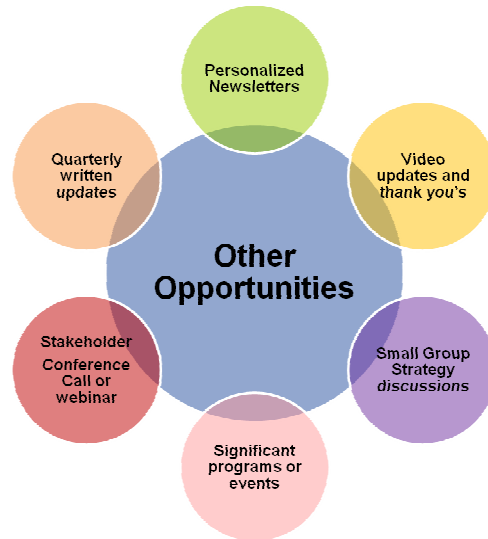 Personalized
Newsletters
Quarterly
written
updates
Video
updates and
thank you's
Other
Opportunities
Stakeholder
Conference
Call or
webinar
Small Group
Strategy
discussions
Significant
programs or
events